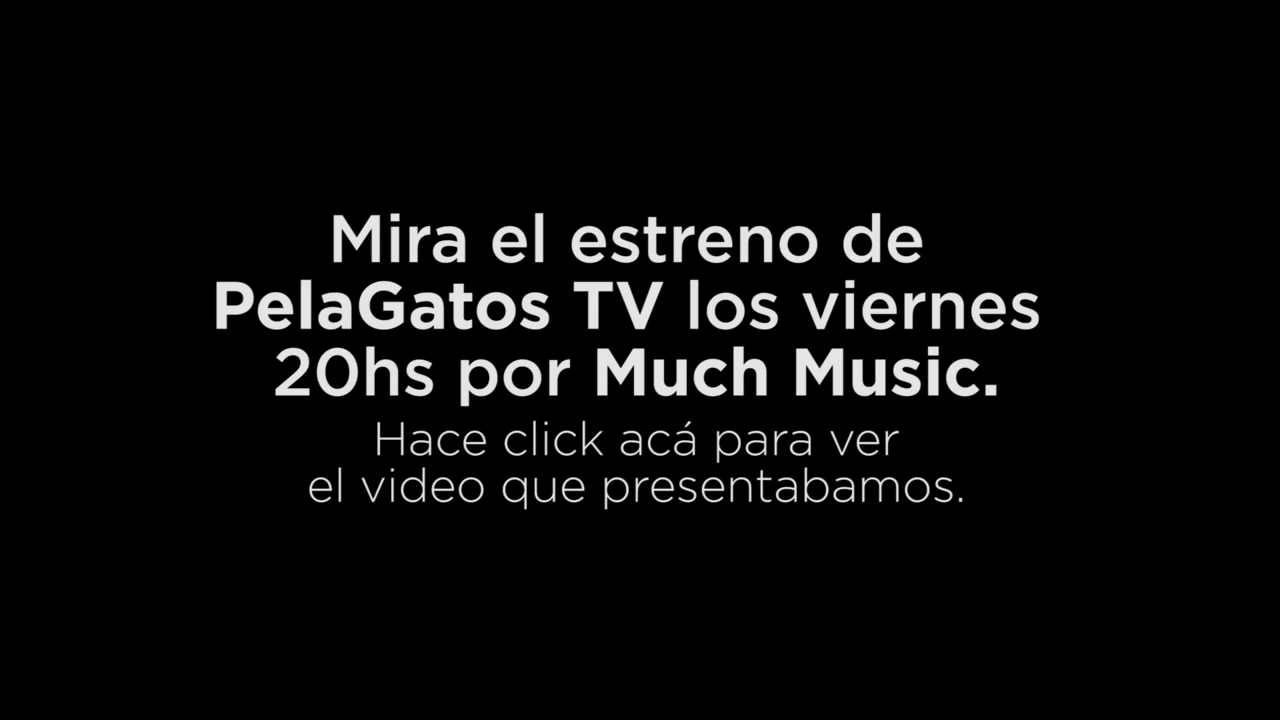 Mira el estreno de
PelaGatos TV los viernes
20hs por Much Music.
Hace click acá para ver
el video que presentabamos.